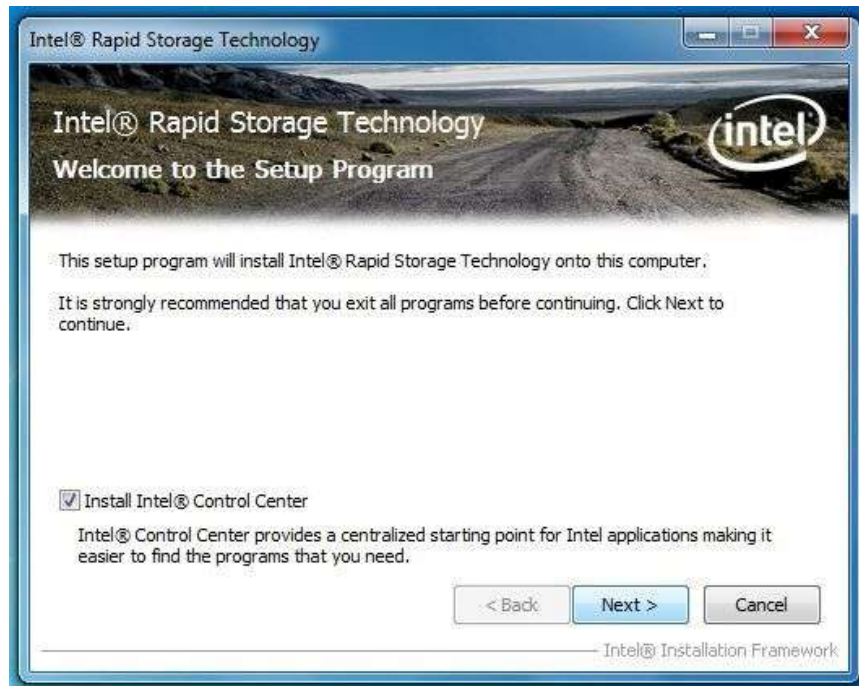 Intel® Rapid Storage Technology
Intel® Rapid Storage Technology
intel
Welcome to the Setup Program
This setup program will install Intel® Rapid Storage Technology onto this computer.
It is strongly recommended that you exit all programs before continuing. Click Next to
continue.
Install Intel® Control Center
Intel® Control Center provides a centralized starting point for Intel applications making it
easier to find the programs that you need.
< Back Next > Cancel
Intel® Installation Framework